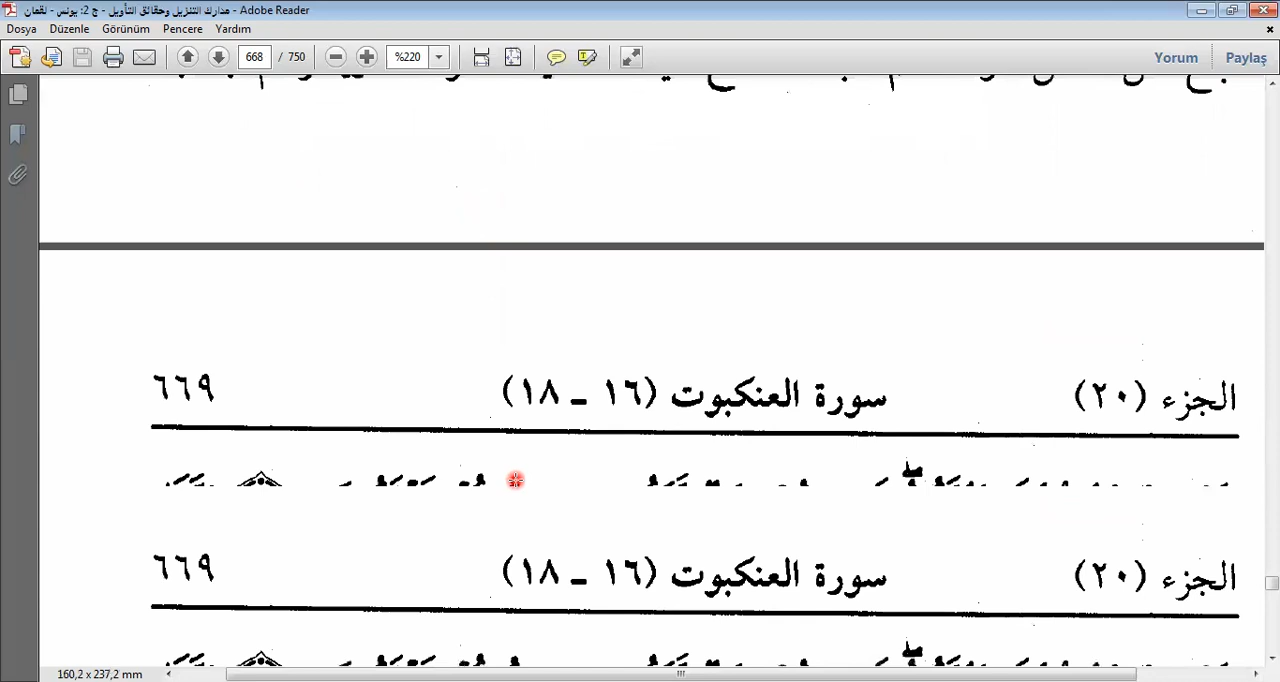 مدارك التنزيل وحقائق التأويل - ج 2: يونس - لقمان - Adobe Reader
Dosya Düzenle Görünüm Pencere Yardım
668 / 750 %220 Yorum Paylaş
الجزء (٢٠) سورة العنكبوت (١٦ ـ ١٨) ٦٦٩
الجزء (٢٠) سورة العنكبوت (١٦ ـ ١٨) ٦٦٩
160,2 x 237,2 mm